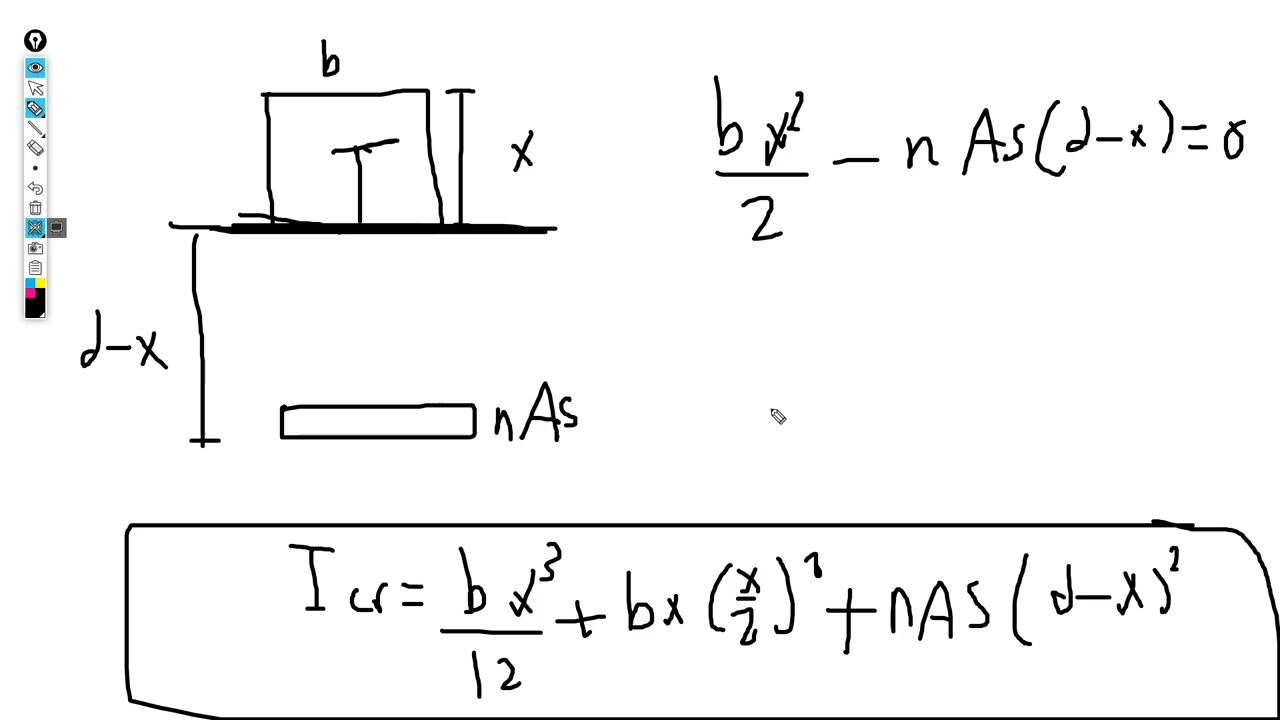 b
x
bx²/2 - nAs(d-x)=0
d-x
nAs
Icr = bx³/12 + bx(x/2)² + nAs(d-x)²